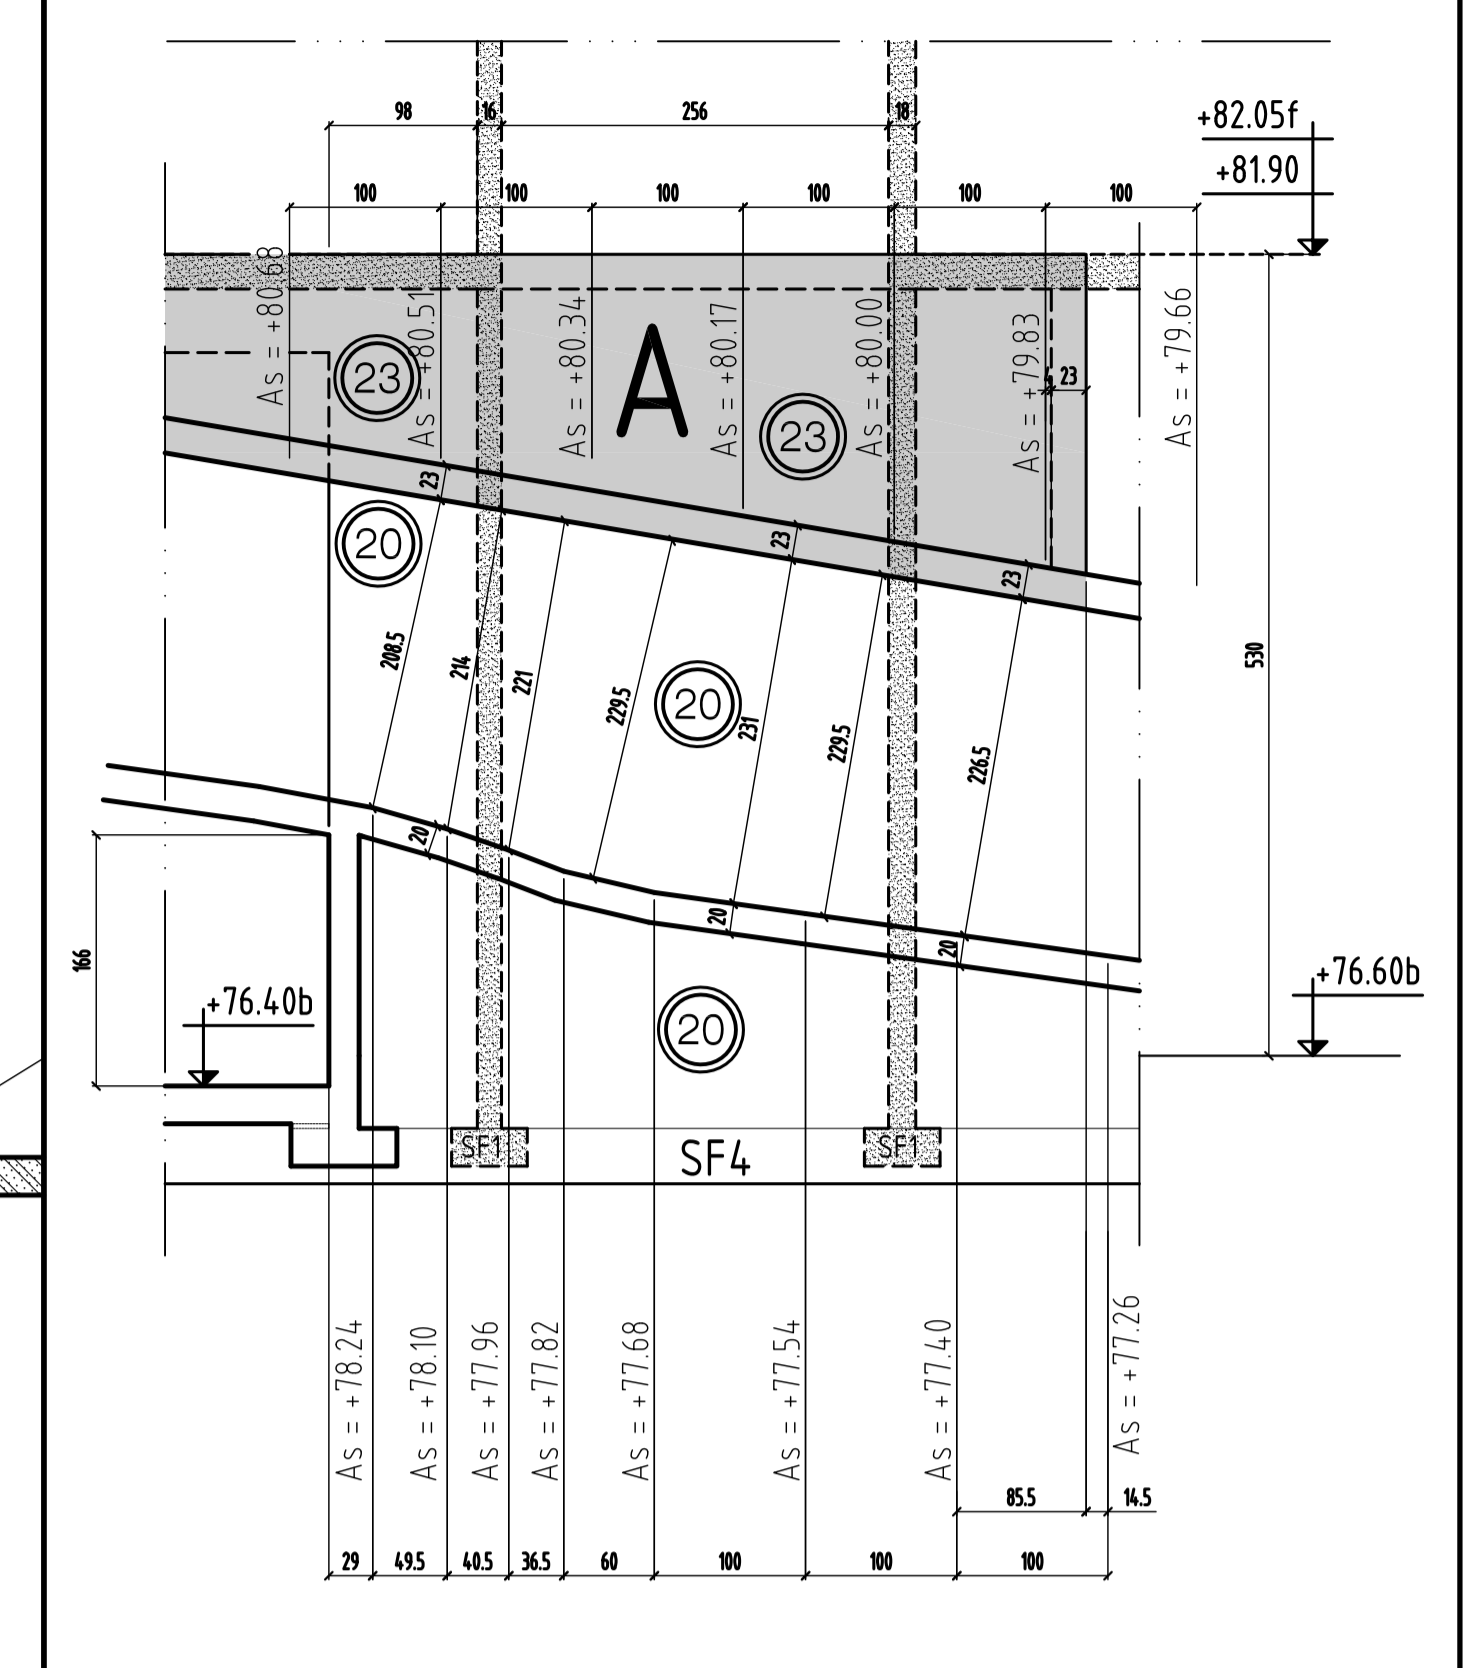 98
16
256
18
+82.05f
+81.90
100
100
100
100
100
100
As = +80.68
As = +80.51
As = +80.34
As = +80.17
As = +80.00
As = +79.83
As = +79.66
23
A
23
23
23
23
23
20
208.5
214
221
229.5
20
231
229.5
226.5
530
20
20
20
166
+76.40b
+76.60b
20
SF1
SF4
SF1
As = +78.24
As = +78.10
As = +77.96
As = +77.82
As = +77.68
As = +77.54
As = +77.40
As = +77.26
85.5
14.5
29
49.5
40.5
36.5
60
100
100
100